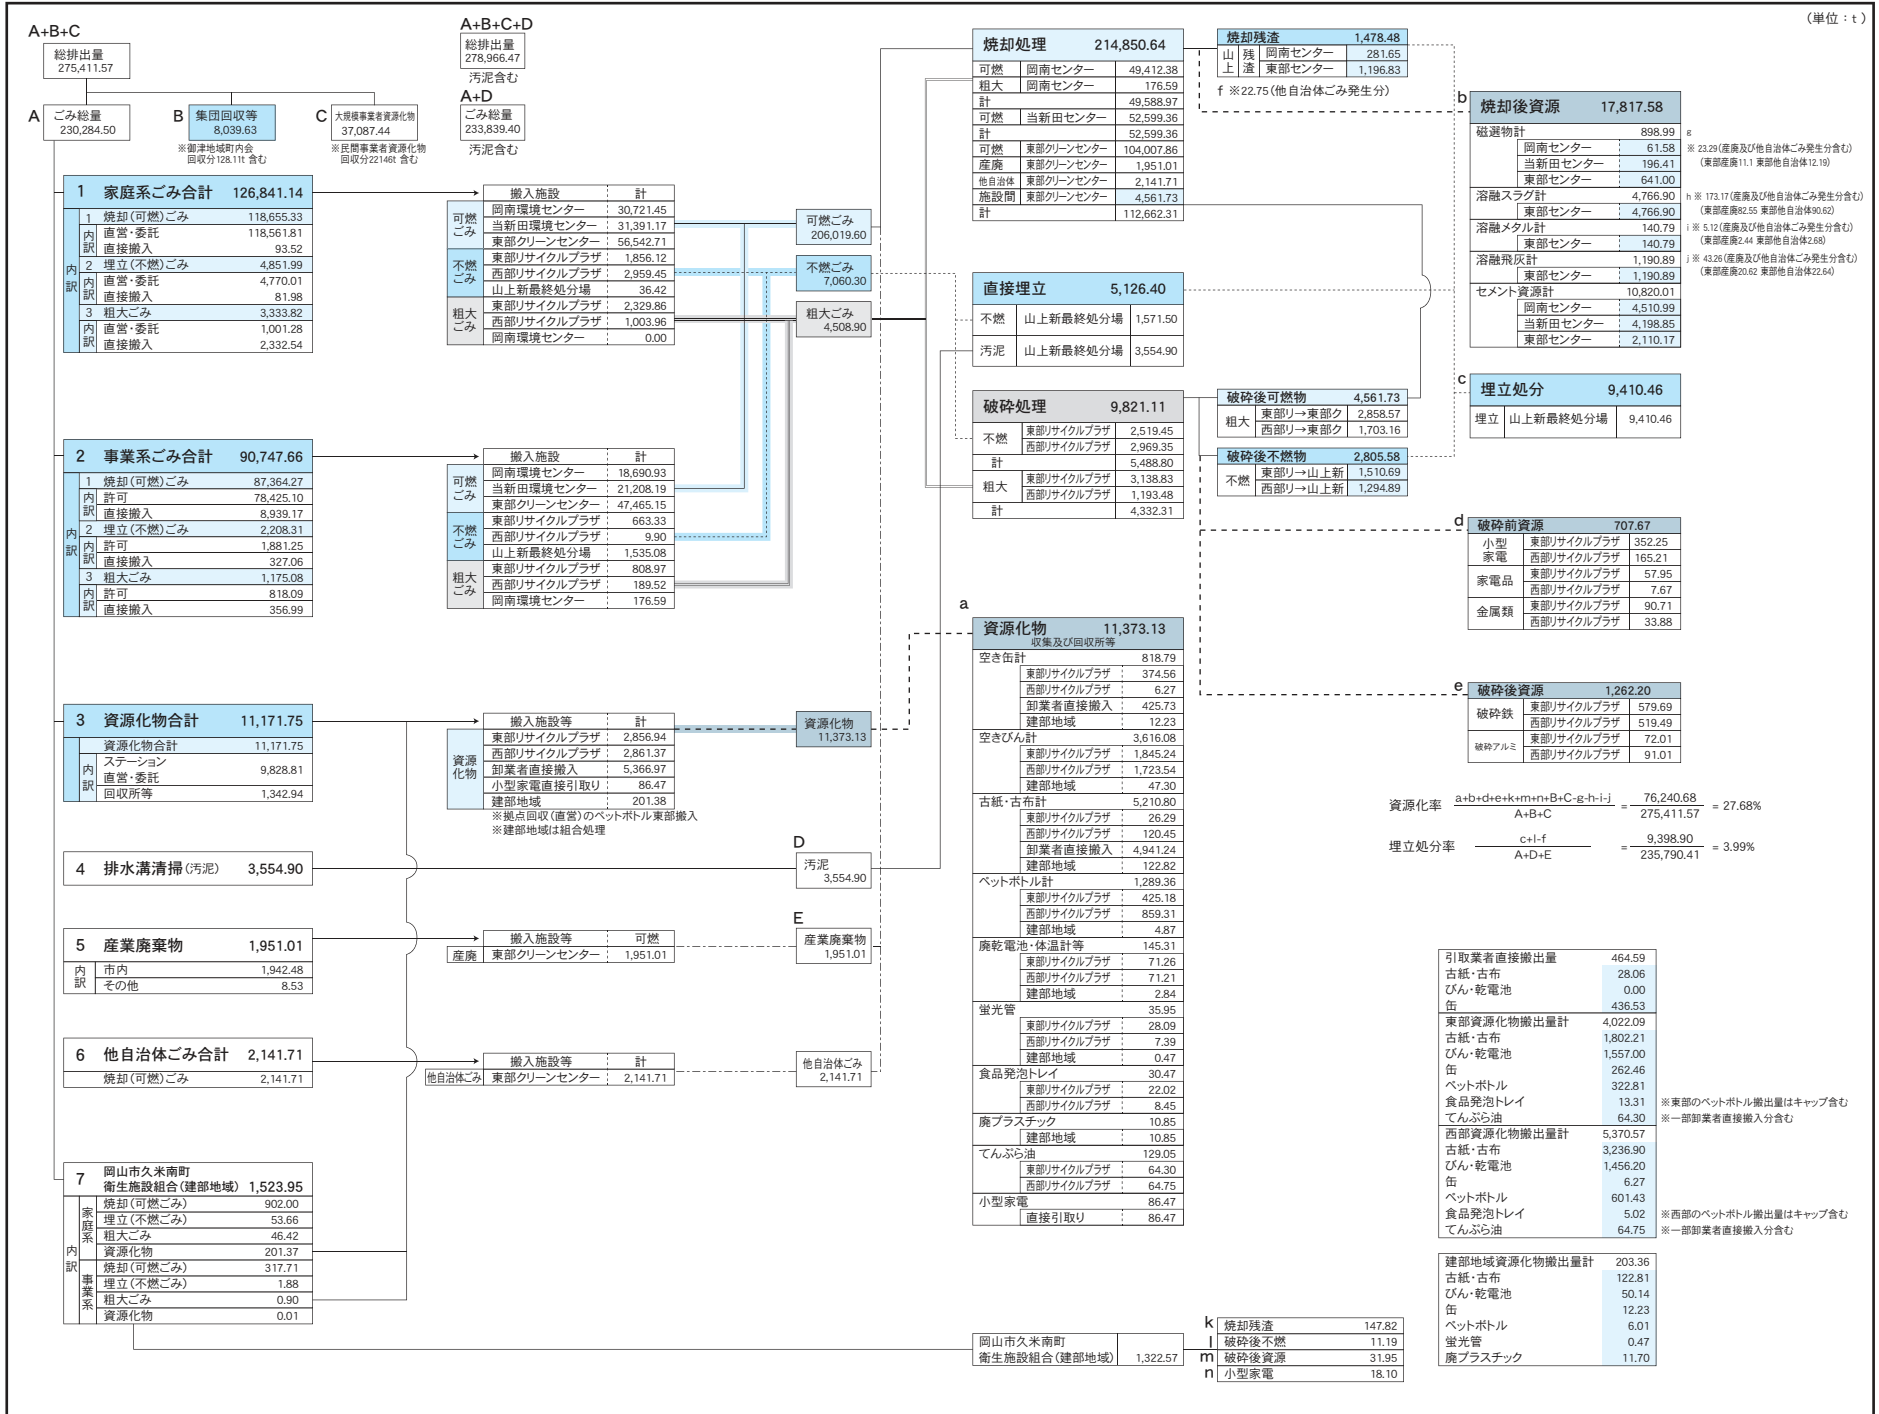 (単位：t)
A+B+C
総排出量
275,411.57
A+B+C+D
総排出量
278,966.47
汚泥含む
A
ごみ総量
230,284.50
B
集団回収等
8,039.63
※御津地域町内会
回収分128.11t 含む
C
大規模事業者資源化物
37,087.44
※民間事業者資源化物
回収分22146t 含む
A+D
ごみ総量
233,839.40
汚泥含む
1 家庭系ごみ合計 126,841.14
内訳
1 焼却(可燃)ごみ 118,655.33
内訳 直営・委託 118,561.81
直接搬入 93.52
2 埋立(不燃)ごみ 4,851.99
内訳 直営・委託 4,770.01
直接搬入 81.98
3 粗大ごみ 3,333.82
内訳 直営・委託 1,001.28
直接搬入 2,332.54
搬入施設 計
可燃ごみ 岡南環境センター 30,721.45
当新田環境センター 31,391.17
東部クリーンセンター 56,542.71
不燃ごみ 東部リサイクルプラザ 1,856.12
西部リサイクルプラザ 2,959.45
山上新最終処分場 36.42
粗大ごみ 東部リサイクルプラザ 2,329.86
西部リサイクルプラザ 1,003.96
岡南環境センター 0.00
可燃ごみ
206,019.60
不燃ごみ
7,060.30
粗大ごみ
4,508.90
2 事業系ごみ合計 90,747.66
内訳
1 焼却(可燃)ごみ 87,364.27
内訳 許可 78,425.10
直接搬入 8,939.17
2 埋立(不燃)ごみ 2,208.31
内訳 許可 1,881.25
直接搬入 327.06
3 粗大ごみ 1,175.08
内訳 許可 818.09
直接搬入 356.99
搬入施設 計
可燃ごみ 岡南環境センター 18,690.93
当新田環境センター 21,208.19
東部クリーンセンター 47,465.15
不燃ごみ 東部リサイクルプラザ 663.33
西部リサイクルプラザ 9.90
山上新最終処分場 1,535.08
粗大ごみ 東部リサイクルプラザ 808.97
西部リサイクルプラザ 189.52
岡南環境センター 176.59
3 資源化物合計 11,171.75
資源化物合計 11,171.75
内訳 ステーション
直営・委託 9,828.81
回収所等 1,342.94
搬入施設等 計
資源化物 東部リサイクルプラザ 2,856.94
西部リサイクルプラザ 2,861.37
卸業者直接搬入 5,366.97
小型家電直接引取り 86.47
建部地域 201.38
※拠点回収(直営)のペットボトル東部搬入
※建部地域は組合処理
資源化物
11,373.13
4 排水溝清掃(汚泥) 3,554.90
D
汚泥
3,554.90
5 産業廃棄物 1,951.01
内訳 市内 1,942.48
その他 8.53
搬入施設等 可燃
産廃 東部クリーンセンター 1,951.01
E
産業廃棄物
1,951.01
6 他自治体ごみ合計 2,141.71
焼却(可燃)ごみ 2,141.71
搬入施設等 計
他自治体ごみ 東部クリーンセンター 2,141.71
他自治体ごみ
2,141.71
7 岡山市久米南町
衛生施設組合(建部地域) 1,523.95
内訳
家庭系 焼却(可燃ごみ) 902.00
埋立(不燃ごみ) 53.66
粗大ごみ 46.42
資源化物 201.37
事業系 焼却(可燃ごみ) 317.71
埋立(不燃ごみ) 1.88
粗大ごみ 0.90
資源化物 0.01
焼却処理 214,850.64
可燃 岡南センター 49,412.38
粗大 岡南センター 176.59
計 49,588.97
可燃 当新田センター 52,599.36
計 52,599.36
可燃 東部クリーンセンター 104,007.86
産廃 東部クリーンセンター 1,951.01
他自治体 東部クリーンセンター 2,141.71
施設間 東部クリーンセンター 4,561.73
計 112,662.31
直接埋立 5,126.40
不燃 山上新最終処分場 1,571.50
汚泥 山上新最終処分場 3,554.90
破砕処理 9,821.11
不燃 東部リサイクルプラザ 2,519.45
西部リサイクルプラザ 2,969.35
計 5,488.80
粗大 東部リサイクルプラザ 3,138.83
西部リサイクルプラザ 1,193.48
計 4,332.31
a
資源化物 11,373.13
収集及び回収所等
空き缶計 818.79
東部リサイクルプラザ 374.56
西部リサイクルプラザ 6.27
卸業者直接搬入 425.73
建部地域 12.23
空きびん計 3,616.08
東部リサイクルプラザ 1,845.24
西部リサイクルプラザ 1,723.54
建部地域 47.30
古紙・古布計 5,210.80
東部リサイクルプラザ 26.29
西部リサイクルプラザ 120.45
卸業者直接搬入 4,941.24
建部地域 122.82
ペットボトル計 1,289.36
東部リサイクルプラザ 425.18
西部リサイクルプラザ 859.31
建部地域 4.87
廃乾電池・体温計等 145.31
東部リサイクルプラザ 71.26
西部リサイクルプラザ 71.21
建部地域 2.84
蛍光管 35.95
東部リサイクルプラザ 28.09
西部リサイクルプラザ 7.39
建部地域 0.47
食品発泡トレイ 30.47
東部リサイクルプラザ 22.02
西部リサイクルプラザ 8.45
廃プラスチック 10.85
建部地域 10.85
てんぷら油 129.05
東部リサイクルプラザ 64.30
西部リサイクルプラザ 64.75
小型家電 86.47
直接引取り 86.47
岡山市久米南町
衛生施設組合(建部地域) 1,322.57
焼却残渣 1,478.48
山上 残渣 岡南センター 281.65
東部センター 1,196.83
f ※22.75(他自治体ごみ発生分)
破砕後可燃物 4,561.73
粗大 東部リ→東部ク 2,858.57
西部リ→東部ク 1,703.16
破砕後不燃物 2,805.58
不燃 東部リ→山上新 1,510.69
西部リ→山上新 1,294.89
k 焼却残渣 147.82
l 破砕後不燃 11.19
m 破砕後資源 31.95
n 小型家電 18.10
b
焼却後資源 17,817.58
磁選物計 898.99 g
岡南センター 61.58 ※ 23.29(産廃及び他自治体ごみ発生分含む)
当新田センター 196.41 (東部産廃11.1 東部他自治体12.19)
東部センター 641.00
溶融スラグ計 4,766.90 h ※ 173.17(産廃及び他自治体ごみ発生分含む)
東部センター 4,766.90 (東部産廃82.55 東部他自治体90.62)
溶融メタル計 140.79 i ※ 5.12(産廃及び他自治体ごみ発生分含む)
東部センター 140.79 (東部産廃2.44 東部他自治体2.68)
溶融飛灰計 1,190.89 j ※ 43.26(産廃及び他自治体ごみ発生分含む)
東部センター 1,190.89 (東部産廃20.62 東部他自治体22.64)
セメント資源計 10,820.01
岡南センター 4,510.99
当新田センター 4,198.85
東部センター 2,110.17
c
埋立処分 9,410.46
埋立 山上新最終処分場 9,410.46
d
破砕前資源 707.67
小型家電 東部リサイクルプラザ 352.25
西部リサイクルプラザ 165.21
家電品 東部リサイクルプラザ 57.95
西部リサイクルプラザ 7.67
金属類 東部リサイクルプラザ 90.71
西部リサイクルプラザ 33.88
e
破砕後資源 1,262.20
破砕鉄 東部リサイクルプラザ 579.69
西部リサイクルプラザ 519.49
破砕アルミ 東部リサイクルプラザ 72.01
西部リサイクルプラザ 91.01
資源化率 a+b+d+e+k+m+n+B+C-g-h-i-j / A+B+C = 76,240.68 / 275,411.57 = 27.68%
埋立処分率 c+l-f / A+D+E = 9,398.90 / 235,790.41 = 3.99%
引取業者直接搬出量 464.59
古紙・古布 28.06
びん・乾電池 0.00
缶 436.53
東部資源化物搬出量計 4,022.09
古紙・古布 1,802.21
びん・乾電池 1,557.00
缶 262.46
ペットボトル 322.81
食品発泡トレイ 13.31 ※東部のペットボトル搬出量はキャップ含む
てんぷら油 64.30 ※一部卸業者直接搬入分含む
西部資源化物搬出量計 5,370.57
古紙・古布 3,236.90
びん・乾電池 1,456.20
缶 6.27
ペットボトル 601.43
食品発泡トレイ 5.02 ※西部のペットボトル搬出量はキャップ含む
てんぷら油 64.75 ※一部卸業者直接搬入分含む
建部地域資源化物搬出量計 203.36
古紙・古布 122.81
びん・乾電池 50.14
缶 12.23
ペットボトル 6.01
蛍光管 0.47
廃プラスチック 11.70